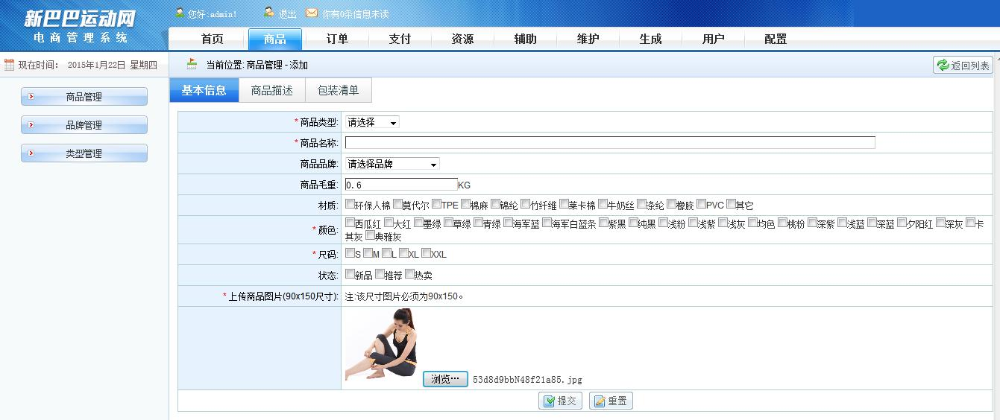 新巴巴运动网
电商管理系统
您好:admin!
退出
你有0条信息未读
首页 商品 订单 支付 资源 辅助 维护 生成 用户 配置
现在时间： 2015年1月22日 星期四
当前位置: 商品管理 - 添加
返回列表
商品管理
品牌管理
类型管理
基本信息 商品描述 包装清单
* 商品类型: 请选择
* 商品名称:
商品品牌: 请选择品牌
商品毛重: 0.6 KG
材质: 环保人棉 莫代尔 TPE 棉麻 锦纶 竹纤维 莱卡棉 牛奶丝 涤纶 橡胶 PVC 其它
* 颜色: 西瓜红 大红 墨绿 草绿 青绿 海军蓝 海军白蓝条 紫黑 纯黑 浅粉 浅紫 浅灰 均色 桃粉 深紫 浅蓝 深蓝 夕阳红 深灰 卡
其灰 典雅灰
* 尺码: S M L XL XXL
状态: 新品 推荐 热卖
* 上传商品图片(90x150尺寸): 注:该尺寸图片必须为90x150。
浏览… 53d8d9bbN48f21a85.jpg
提交 重置